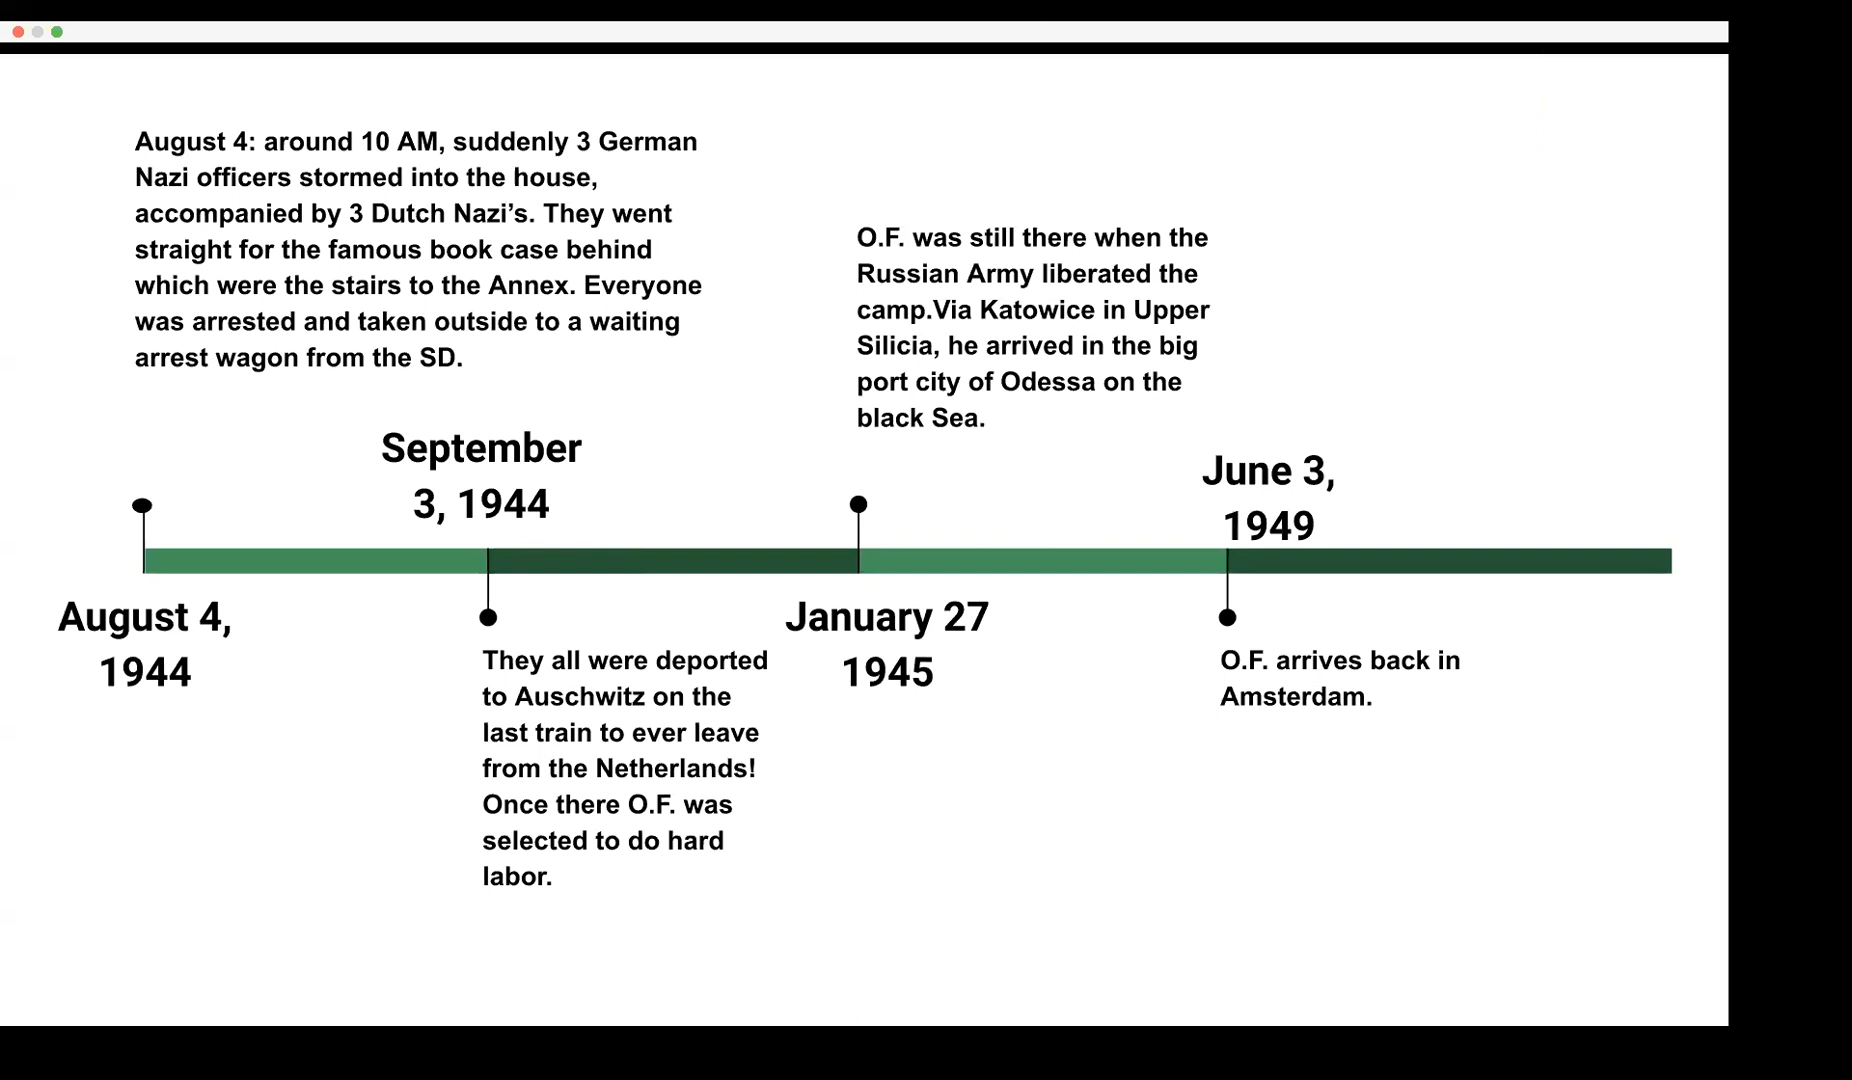 August 4: around 10 AM, suddenly 3 German
Nazi officers stormed into the house,
accompanied by 3 Dutch Nazi’s. They went
straight for the famous book case behind
which were the stairs to the Annex. Everyone
was arrested and taken outside to a waiting
arrest wagon from the SD.
O.F. was still there when the
Russian Army liberated the
camp.Via Katowice in Upper
Silicia, he arrived in the big
port city of Odessa on the
black Sea.
September
3, 1944
June 3,
1949
August 4,
1944
They all were deported
to Auschwitz on the
last train to ever leave
from the Netherlands!
Once there O.F. was
selected to do hard
labor.
January 27
1945
O.F. arrives back in
Amsterdam.